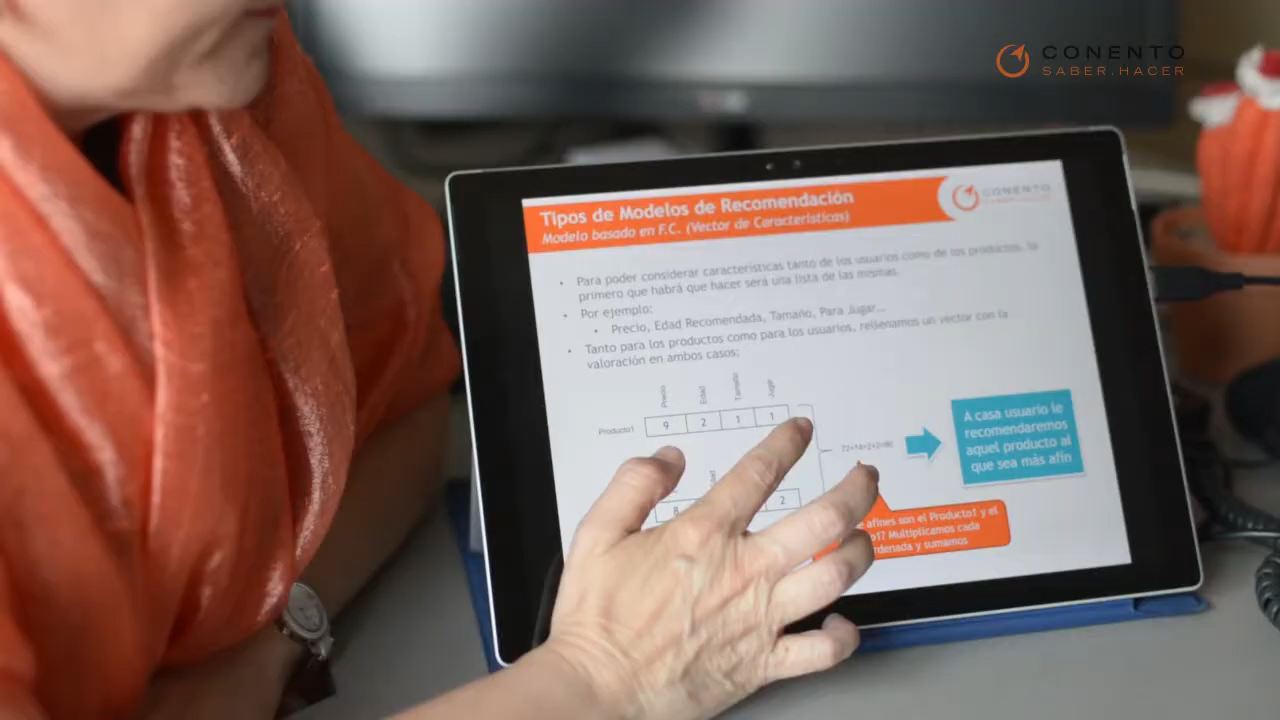 CONENTO
SABER.HACER
Tipos de Modelos de Recomendación
CONENTO
Modelo basado en F.C. (Vector de Características)
• Para poder considerar características tanto de los usuarios como de los productos, lo
primero que habrá que hacer será una lista de las mismas.
• Por ejemplo:
• Precio, Edad Recomendada, Tamaño, Para Jugar...
• Tanto para los productos como para los usuarios, rellenamos un vector con la
valoración en ambos casos;
Precio Edad Tamaño Jugar
Producto1 9 2 1 1
8 2
A casa usuario le
recomendaremos
aquel producto al
que sea más afín
afines son el Producto1 y el
Multiplicamos cada
y sumamos